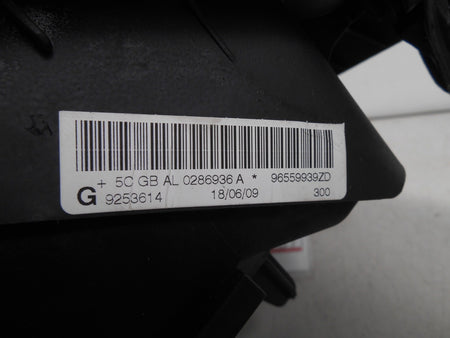 + 5C GB AL 0286936 A * 96559939ZD
G 9253614 18/06/09 300